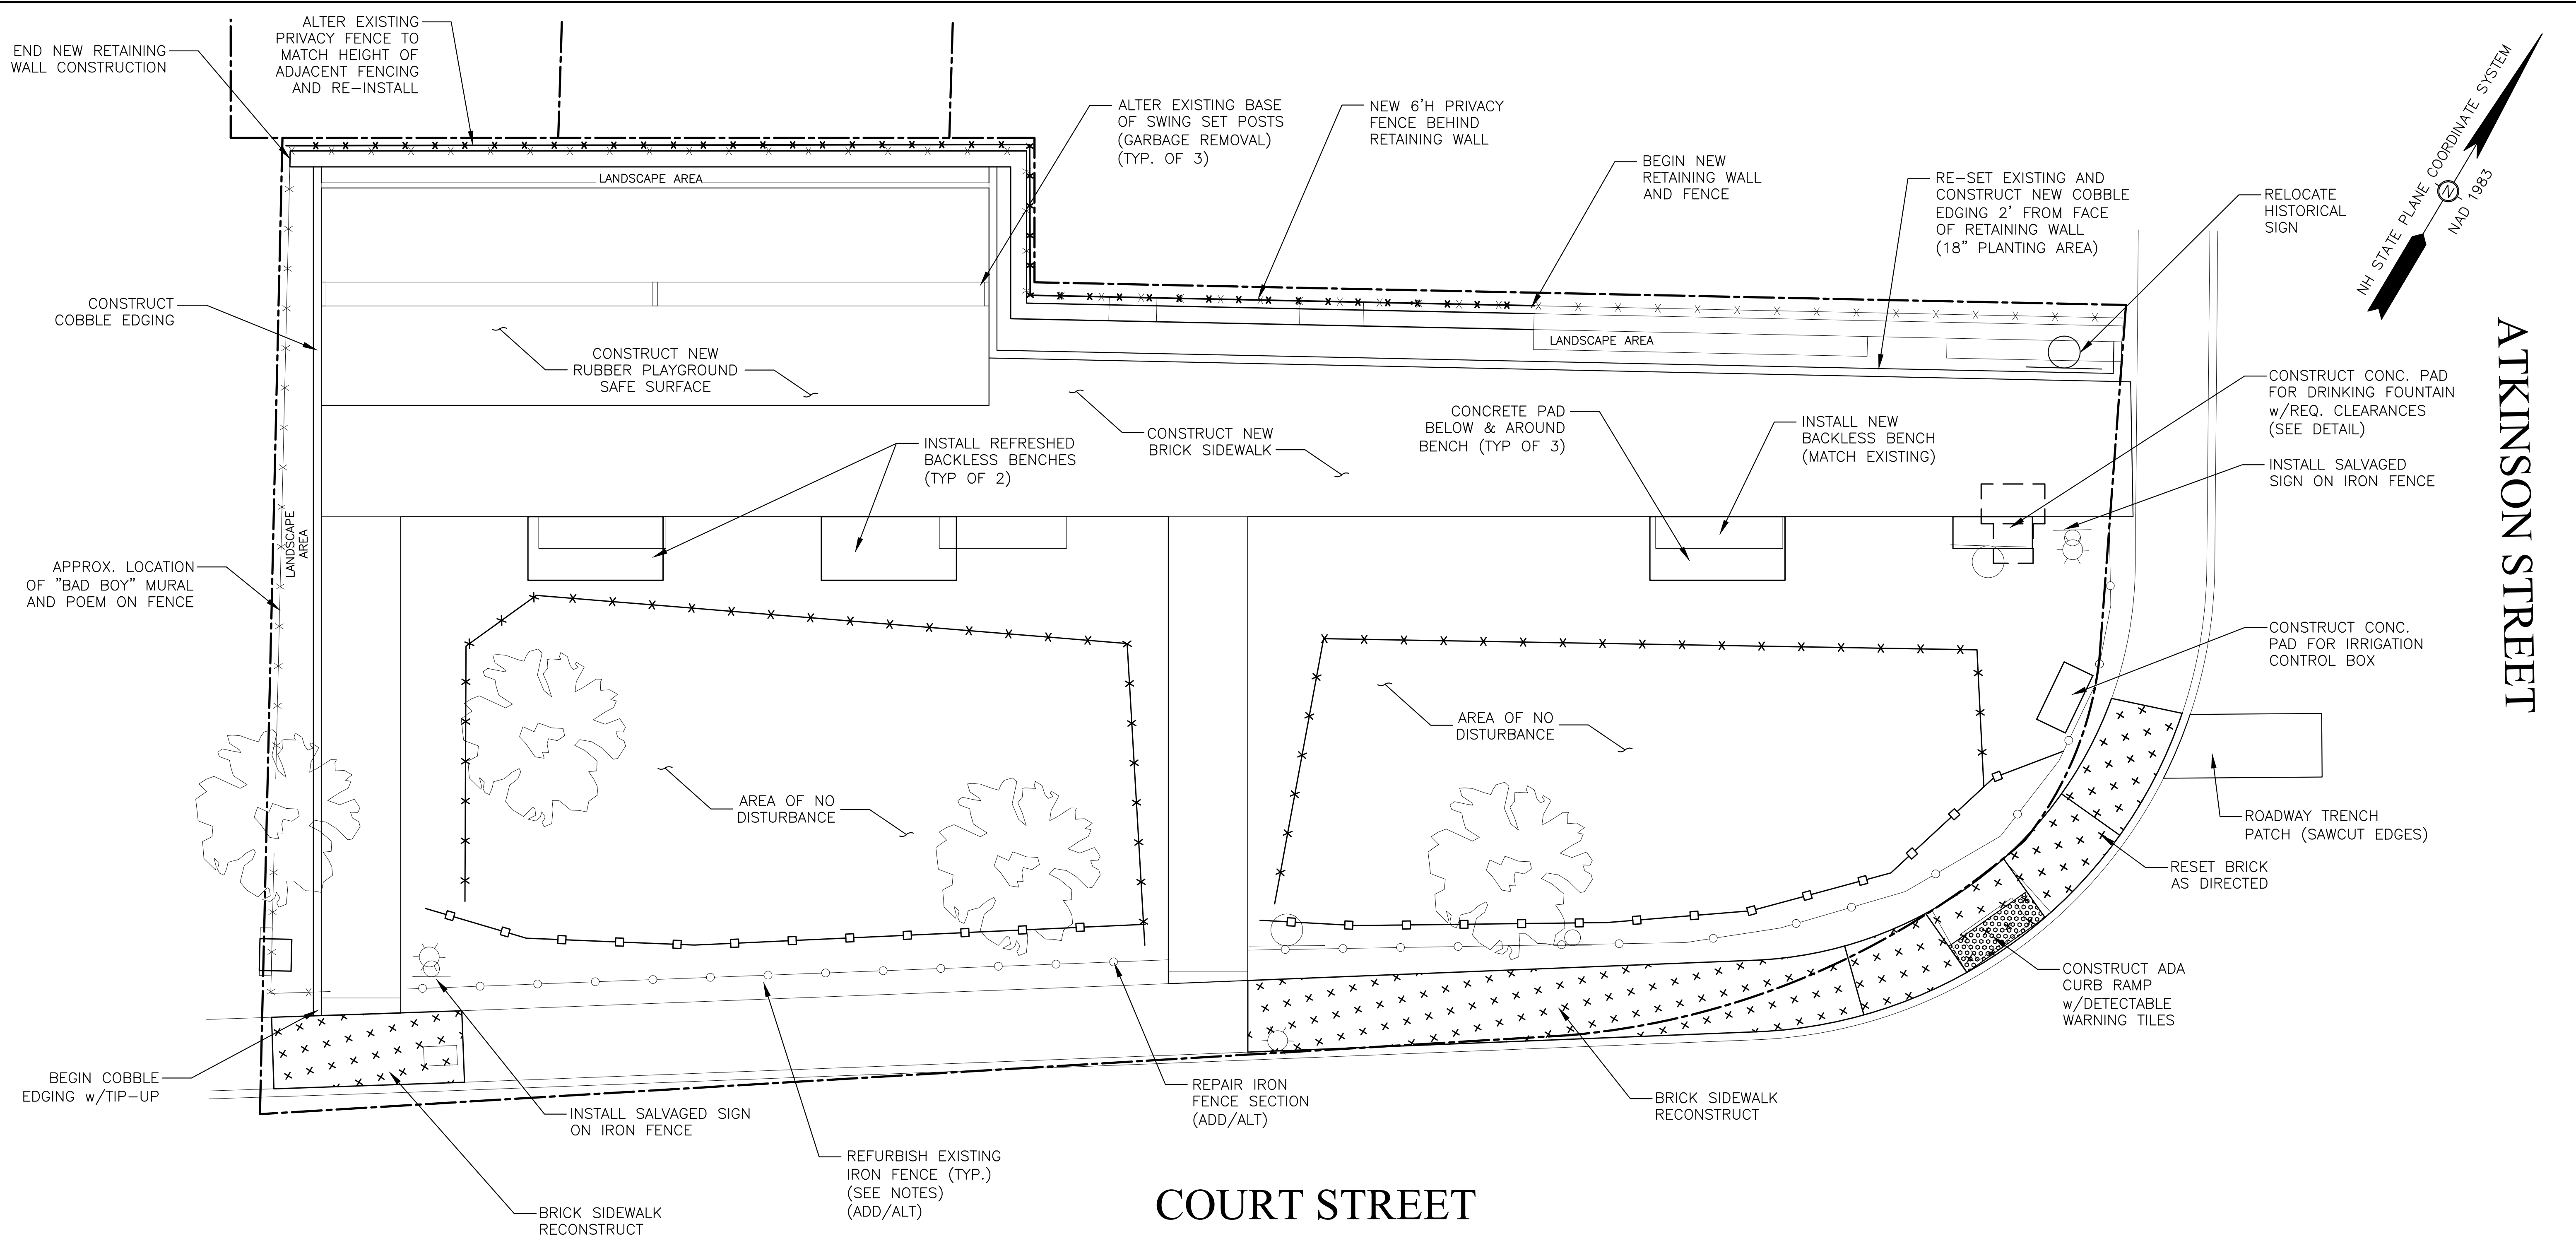 ALTER EXISTING
PRIVACY FENCE TO
MATCH HEIGHT OF
ADJACENT FENCING
AND RE-INSTALL
END NEW RETAINING
WALL CONSTRUCTION
ALTER EXISTING BASE
OF SWING SET POSTS
(GARBAGE REMOVAL)
(TYP. OF 3)
NEW 6'H PRIVACY
FENCE BEHIND
RETAINING WALL
BEGIN NEW
RETAINING WALL
AND FENCE
RE-SET EXISTING AND
CONSTRUCT NEW COBBLE
EDGING 2' FROM FACE
OF RETAINING WALL
(18" PLANTING AREA)
RELOCATE
HISTORICAL
SIGN
NH STATE PLANE COORDINATE SYSTEM
N
NAD 1983
ATKINSON STREET
LANDSCAPE AREA
CONSTRUCT
COBBLE EDGING
CONSTRUCT NEW
RUBBER PLAYGROUND
SAFE SURFACE
LANDSCAPE AREA
CONSTRUCT CONC. PAD
FOR DRINKING FOUNTAIN
w/REQ. CLEARANCES
(SEE DETAIL)
INSTALL REFRESHED
BACKLESS BENCHES
(TYP OF 2)
CONSTRUCT NEW
BRICK SIDEWALK
CONCRETE PAD
BELOW & AROUND
BENCH (TYP OF 3)
INSTALL NEW
BACKLESS BENCH
(MATCH EXISTING)
INSTALL SALVAGED
SIGN ON IRON FENCE
LANDSCAPE
AREA
APPROX. LOCATION
OF "BAD BOY" MURAL
AND POEM ON FENCE
CONSTRUCT CONC.
PAD FOR IRRIGATION
CONTROL BOX
AREA OF NO
DISTURBANCE
AREA OF NO
DISTURBANCE
ROADWAY TRENCH
PATCH (SAWCUT EDGES)
RESET BRICK
AS DIRECTED
CONSTRUCT ADA
CURB RAMP
w/DETECTABLE
WARNING TILES
BEGIN COBBLE
EDGING w/TIP-UP
INSTALL SALVAGED SIGN
ON IRON FENCE
REPAIR IRON
FENCE SECTION
(ADD/ALT)
BRICK SIDEWALK
RECONSTRUCT
REFURBISH EXISTING
IRON FENCE (TYP.)
(SEE NOTES)
(ADD/ALT)
BRICK SIDEWALK
RECONSTRUCT
COURT STREET